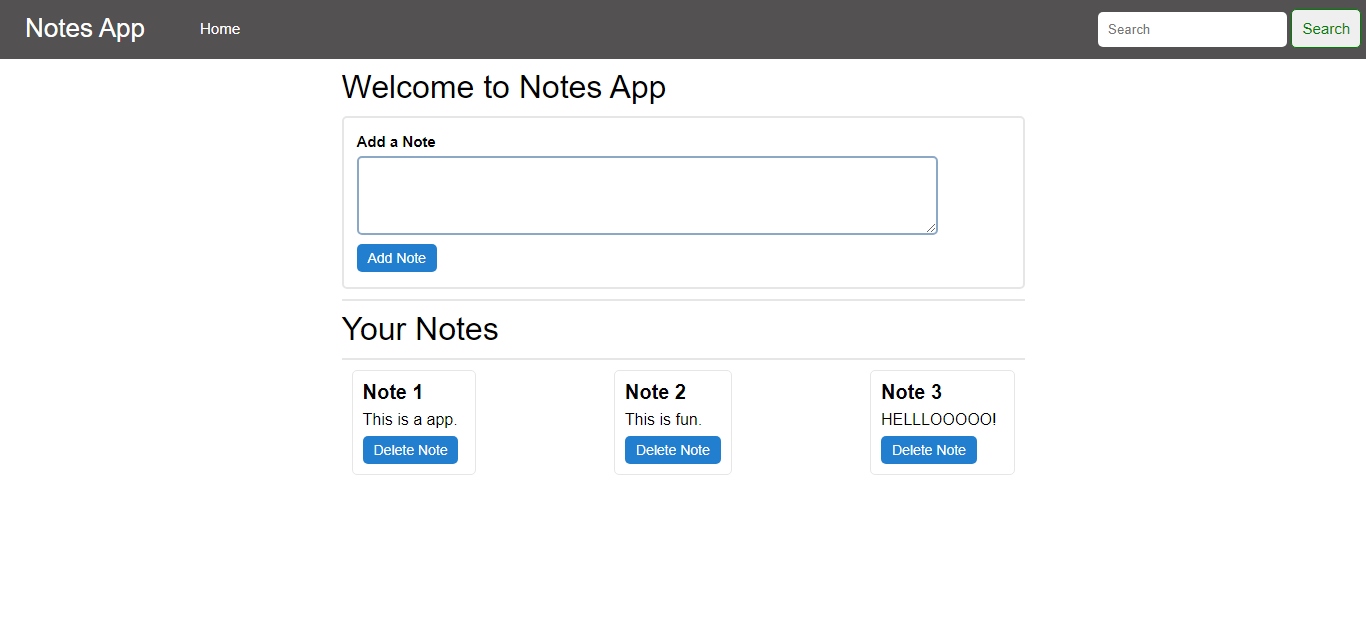 Notes App Home Search Search
Welcome to Notes App
Add a Note
Add Note
Your Notes
Note 1
This is a app.
Delete Note
Note 2
This is fun.
Delete Note
Note 3
HELLLOOOOO!
Delete Note